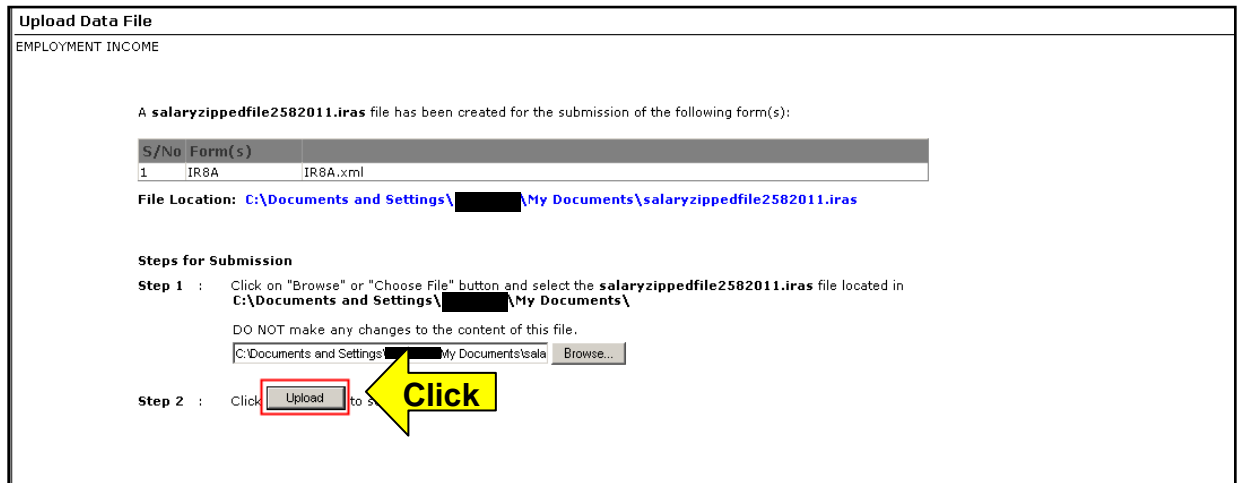 Upload Data File
EMPLOYMENT INCOME
A salaryzippedfile2582011.iras file has been created for the submission of the following form(s):
S/No Form(s)
1 IR8A IR8A.xml
File Location: C:\Documents and Settings\ \My Documents\salaryzippedfile2582011.iras
Steps for Submission
Step 1 : Click on "Browse" or "Choose File" button and select the salaryzippedfile2582011.iras file located in
C:\Documents and Settings\ \My Documents\
DO NOT make any changes to the content of this file.
C:\Documents and Settings\ My Documents\sala Browse...
Step 2 : Click Upload to
Click